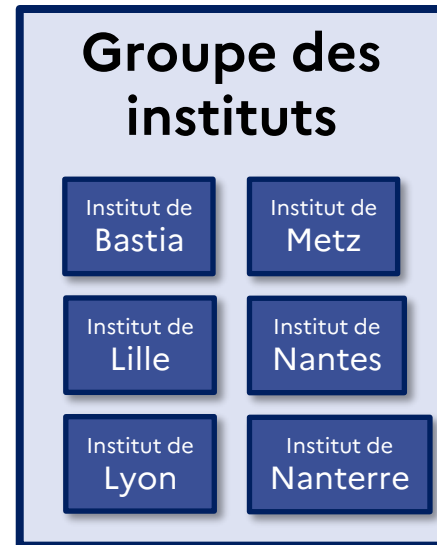 Groupe des
instituts
Institut de
Bastia
Institut de
Metz
Institut de
Lille
Institut de
Nantes
Institut de
Lyon
Institut de
Nanterre